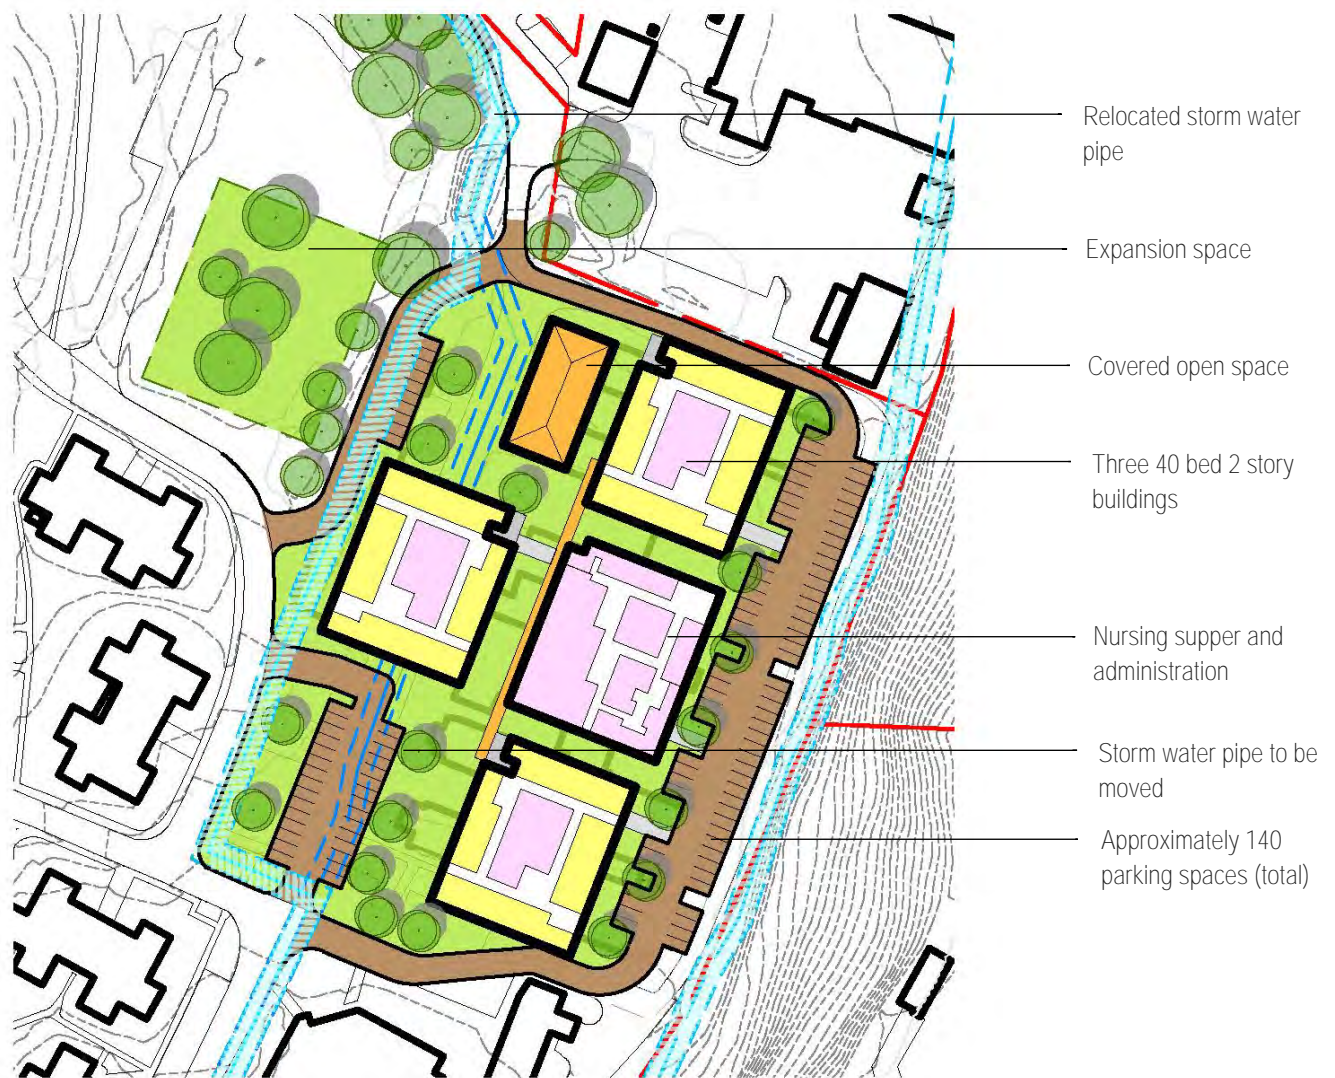 Relocated storm water
pipe
Expansion space
Covered open space
Three 40 bed 2 story
buildings
Nursing supper and
administration
Storm water pipe to be
moved
Approximately 140
parking spaces (total)